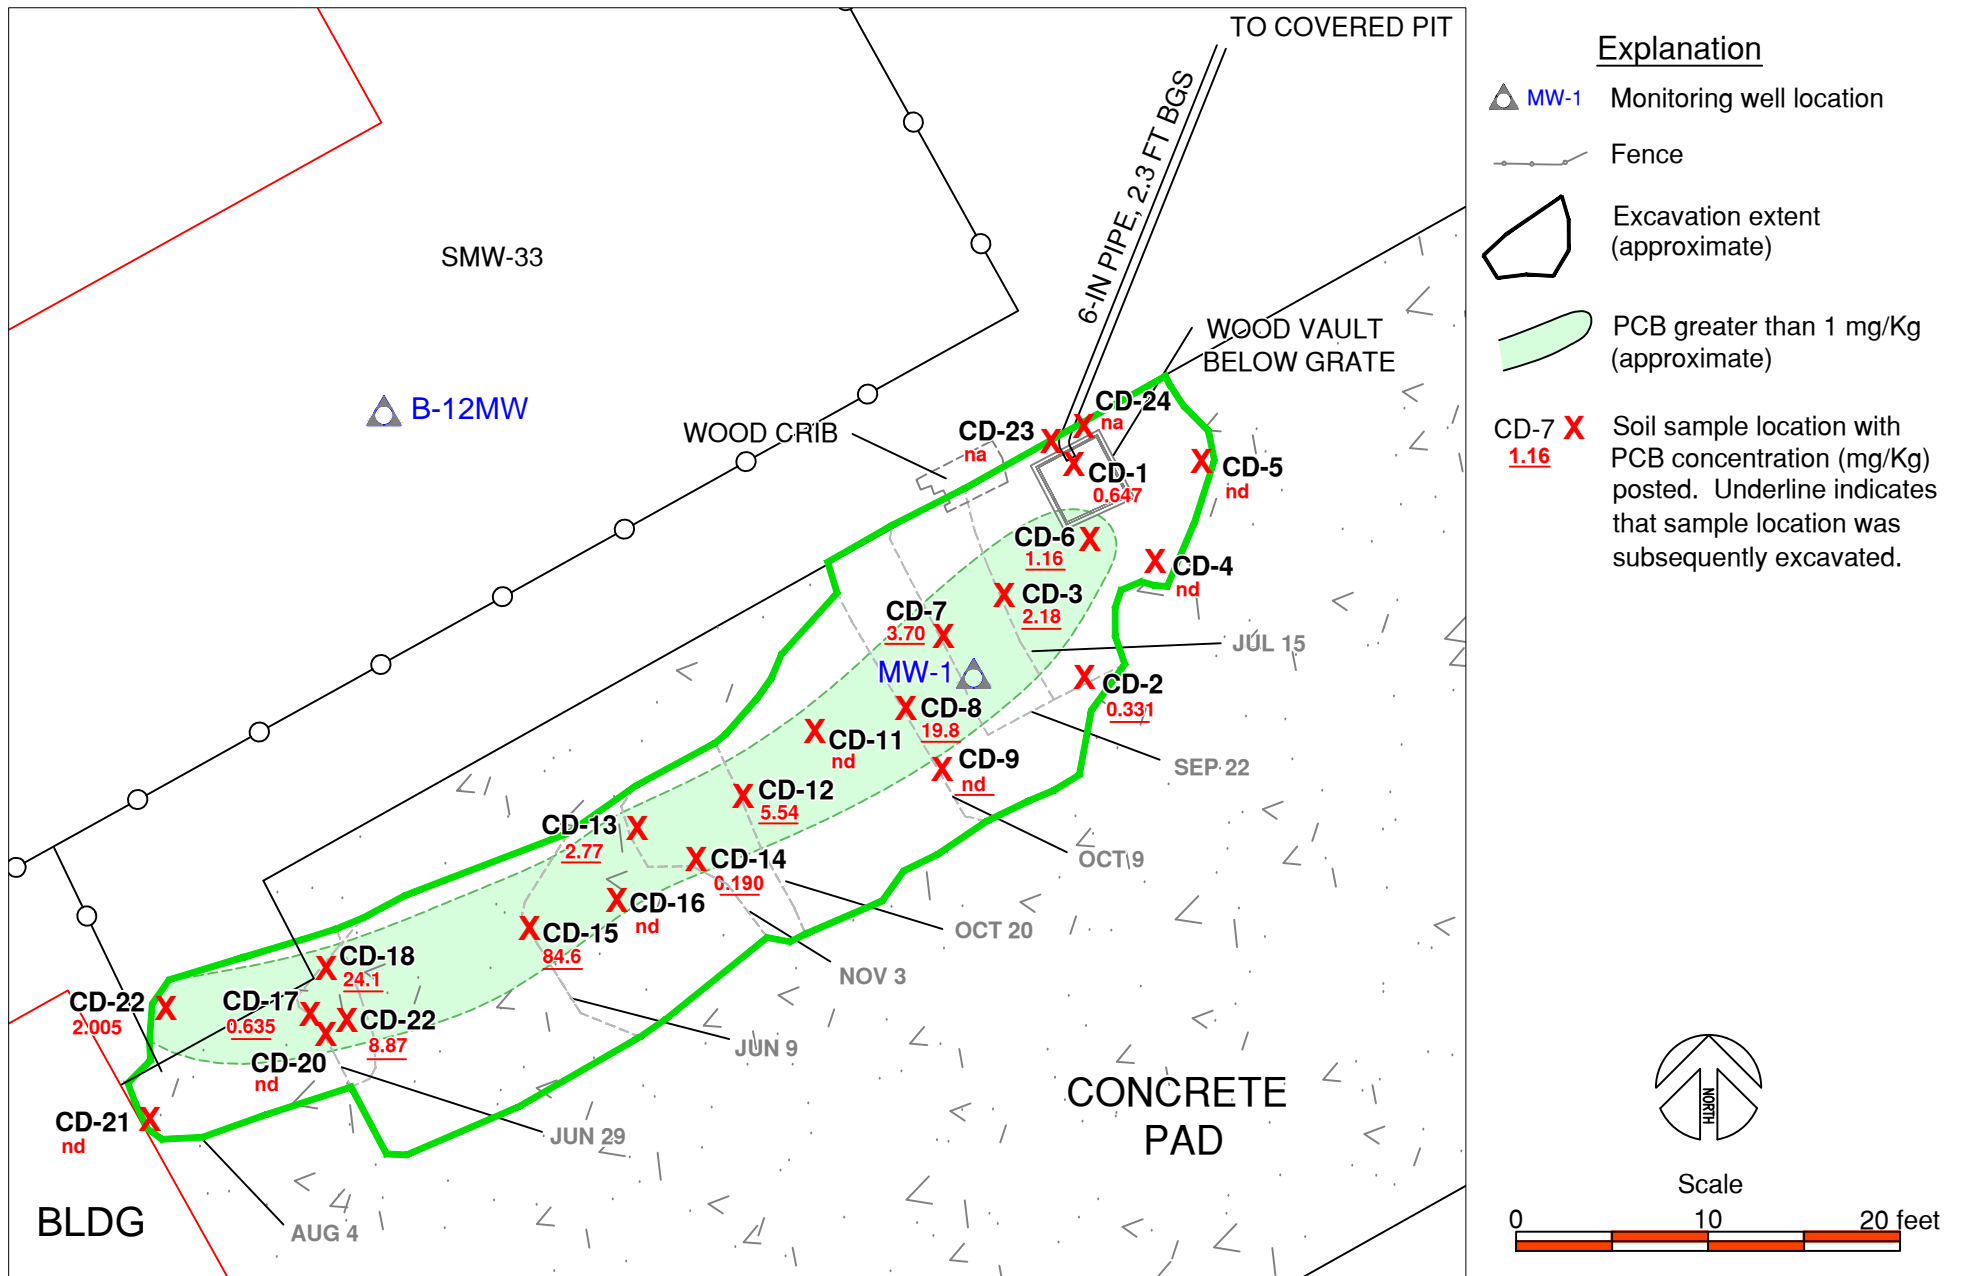 TO COVERED PIT
6-IN PIPE, 2.3 FT BGS
SMW-33
B-12MW
WOOD VAULT
BELOW GRATE
WOOD CRIB
CD-24
na
CD-23
na
CD-1
0.647
CD-5
nd
CD-6
1.16
CD-4
nd
CD-3
2.18
CD-7
3.70
JUL 15
MW-1
CD-2
0.331
CD-8
19.8
CD-11
nd
CD-9
nd
SEP 22
CD-12
5.54
CD-13
2.77
CD-14
0.190
OCT 9
CD-16
nd
CD-15
84.6
OCT 20
NOV 3
CD-18
24.1
CD-22
2.005
CD-17
0.635
CD-22
8.87
JUN 9
CD-20
nd
CD-21
nd
JUN 29
AUG 4
CONCRETE
PAD
BLDG
Explanation
MW-1
Monitoring well location
Fence
Excavation extent
(approximate)
PCB greater than 1 mg/Kg
(approximate)
CD-7
1.16
Soil sample location with
PCB concentration (mg/Kg)
posted. Underline indicates
that sample location was
subsequently excavated.
NORTH
Scale
0 10 20 feet